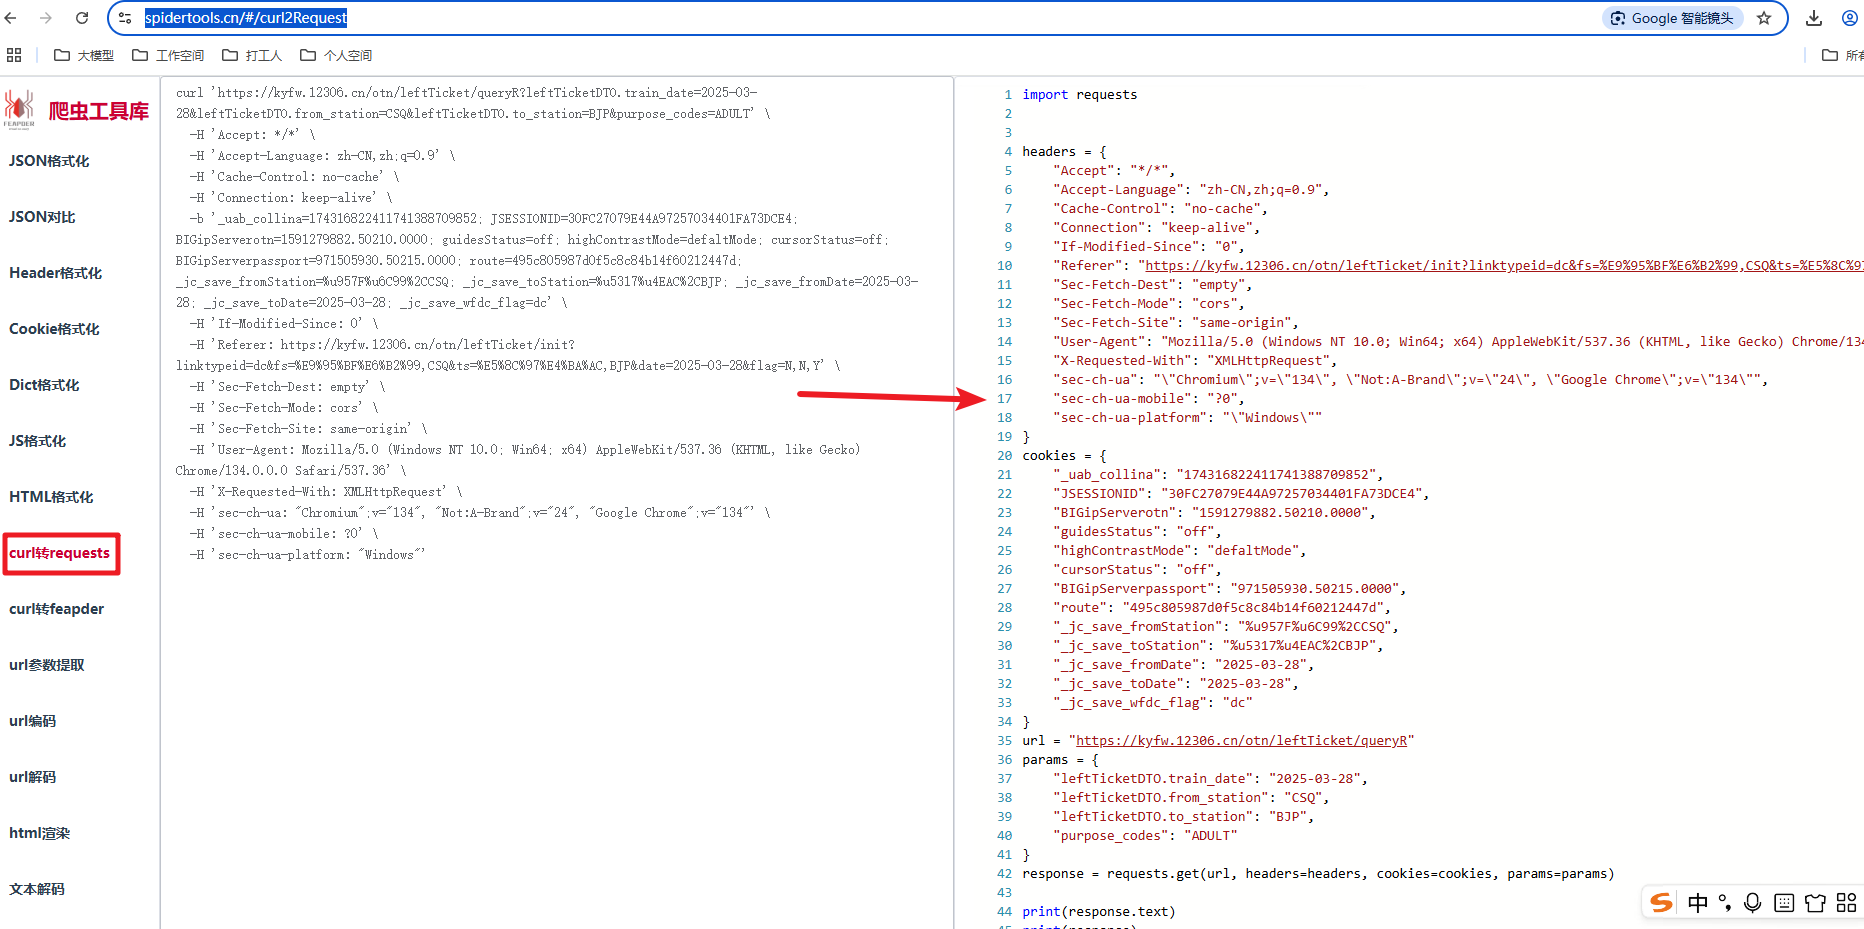 spidertools.cn/#/curl2Request
Google 智能镜头
大模型
工作空间
打工人
个人空间
所有
FEAPDER
爬虫工具库
JSON格式化
JSON对比
Header格式化
Cookie格式化
Dict格式化
JS格式化
HTML格式化
curl转requests
curl转feapder
url参数提取
url编码
url解码
html渲染
文本解码
curl 'https://kyfw.12306.cn/otn/leftTicket/queryR?leftTicketDTO.train_date=2025-03-
28&leftTicketDTO.from_station=CSQ&leftTicketDTO.to_station=BJP&purpose_codes=ADULT' \
-H 'Accept: */*' \
-H 'Accept-Language: zh-CN,zh;q=0.9' \
-H 'Cache-Control: no-cache' \
-H 'Connection: keep-alive' \
-b '_uab_collina=174316822411741388709852; JSESSIONID=30FC27079E44A97257034401FA73DCE4;
BIGipServerotn=1591279882.50210.0000; guidesStatus=off; highContrastMode=defaltMode; cursorStatus=off;
BIGipServerpassport=971505930.50215.0000; route=495c805987d0f5c8c84b14f60212447d;
_jc_save_fromStation=%u957F%u6C99%2CCSQ; _jc_save_toStation=%u5317%u4EAC%2CBJP; _jc_save_fromDate=2025-03-
28; _jc_save_toDate=2025-03-28; _jc_save_wfdc_flag=dc' \
-H 'If-Modified-Since: 0' \
-H 'Referer: https://kyfw.12306.cn/otn/leftTicket/init?
linktypeid=dc&fs=%E9%95%BF%E6%B2%99,CSQ&ts=%E5%8C%97%E4%BA%AC,BJP&date=2025-03-28&flag=N,N,Y' \
-H 'Sec-Fetch-Dest: empty' \
-H 'Sec-Fetch-Mode: cors' \
-H 'Sec-Fetch-Site: same-origin' \
-H 'User-Agent: Mozilla/5.0 (Windows NT 10.0; Win64; x64) AppleWebKit/537.36 (KHTML, like Gecko)
Chrome/134.0.0.0 Safari/537.36' \
-H 'X-Requested-With: XMLHttpRequest' \
-H 'sec-ch-ua: "Chromium";v="134", "Not:A-Brand";v="24", "Google Chrome";v="134"' \
-H 'sec-ch-ua-mobile: ?0' \
-H 'sec-ch-ua-platform: "Windows"'
1 import requests
2
3
4 headers = {
5 "Accept": "*/*",
6 "Accept-Language": "zh-CN,zh;q=0.9",
7 "Cache-Control": "no-cache",
8 "Connection": "keep-alive",
9 "If-Modified-Since": "0",
10 "Referer": "https://kyfw.12306.cn/otn/leftTicket/init?linktypeid=dc&fs=%E9%95%BF%E6%B2%99,CSQ&ts=%E5%8C%97
11 "Sec-Fetch-Dest": "empty",
12 "Sec-Fetch-Mode": "cors",
13 "Sec-Fetch-Site": "same-origin",
14 "User-Agent": "Mozilla/5.0 (Windows NT 10.0; Win64; x64) AppleWebKit/537.36 (KHTML, like Gecko) Chrome/134
15 "X-Requested-With": "XMLHttpRequest",
16 "sec-ch-ua": "\"Chromium\";v=\"134\", \"Not:A-Brand\";v=\"24\", \"Google Chrome\";v=\"134\"",
17 "sec-ch-ua-mobile": "?0",
18 "sec-ch-ua-platform": "\"Windows\""
19 }
20 cookies = {
21 "_uab_collina": "174316822411741388709852",
22 "JSESSIONID": "30FC27079E44A97257034401FA73DCE4",
23 "BIGipServerotn": "1591279882.50210.0000",
24 "guidesStatus": "off",
25 "highContrastMode": "defaltMode",
26 "cursorStatus": "off",
27 "BIGipServerpassport": "971505930.50215.0000",
28 "route": "495c805987d0f5c8c84b14f60212447d",
29 "_jc_save_fromStation": "%u957F%u6C99%2CCSQ",
30 "_jc_save_toStation": "%u5317%u4EAC%2CBJP",
31 "_jc_save_fromDate": "2025-03-28",
32 "_jc_save_toDate": "2025-03-28",
33 "_jc_save_wfdc_flag": "dc"
34 }
35 url = "https://kyfw.12306.cn/otn/leftTicket/queryR"
36 params = {
37 "leftTicketDTO.train_date": "2025-03-28",
38 "leftTicketDTO.from_station": "CSQ",
39 "leftTicketDTO.to_station": "BJP",
40 "purpose_codes": "ADULT"
41 }
42 response = requests.get(url, headers=headers, cookies=cookies, params=params)
43
44 print(response.text)
45 print(response)
中